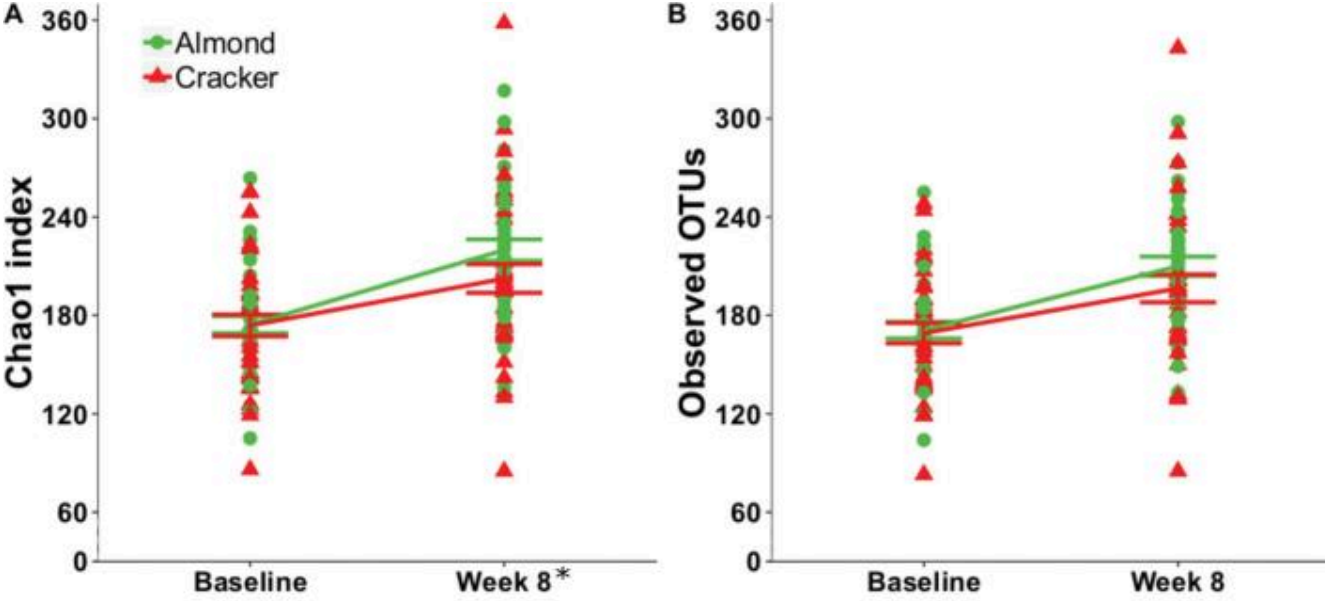 A
Almond
Cracker
Chao1 index
360
300
240
180
120
60
0
Baseline
Week 8*
B
Observed OTUs
360
300
240
180
120
60
0
Baseline
Week 8